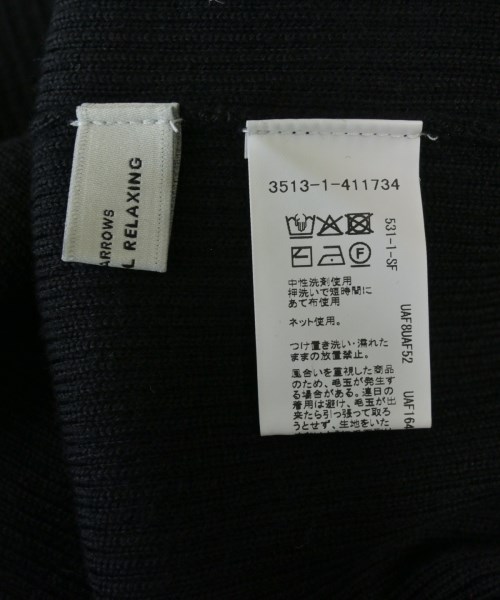 ARROWS
L RELAXING
3513-1-411734
531-1-SF
中性洗剤使用
押洗いで短時間に
あて布使用
ネット使用。
つけ置き洗い・濡れた
ままの放置禁止。
風合いを重視した商品
のため、毛玉が発生す
る場合がある。連日の
着用は避け、毛玉が出
来たら引っ張って取ろ
うとせず、生地をいた
UAF8UAF52
UAF164